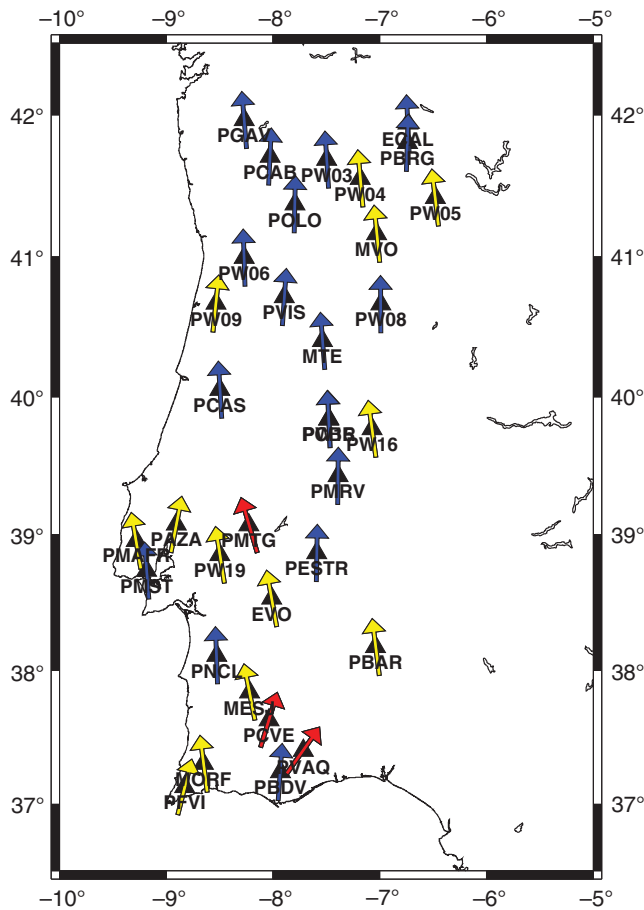 −10° −9° −8° −7° −6° −5°
42° 42°
PGAV
ECAL
PCAB
PBRG
PW03
PW04
PW05
POLO
MVO
41° 41°
PW06
PVIS
PW09
PW08
MTE
40° 40°
PCAS
PW16
PMRV
39° 39°
PAZA
PMTG
PMAFR
PW19
PESTR
PMST
EVO
38° 38°
PNCL
PBAR
MESJ
PCVE
PVAQ
MORF
PBDV
PFVI
37° 37°
−10° −9° −8° −7° −6° −5°